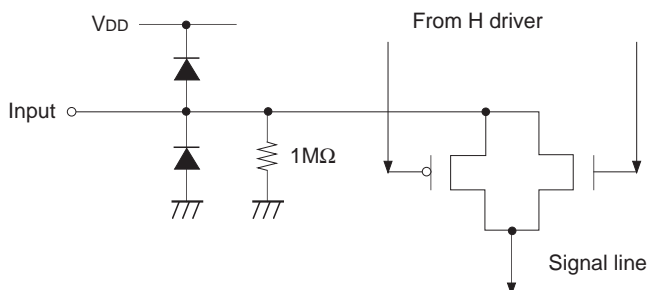 VDD
From H driver
Input
1MΩ
Signal line